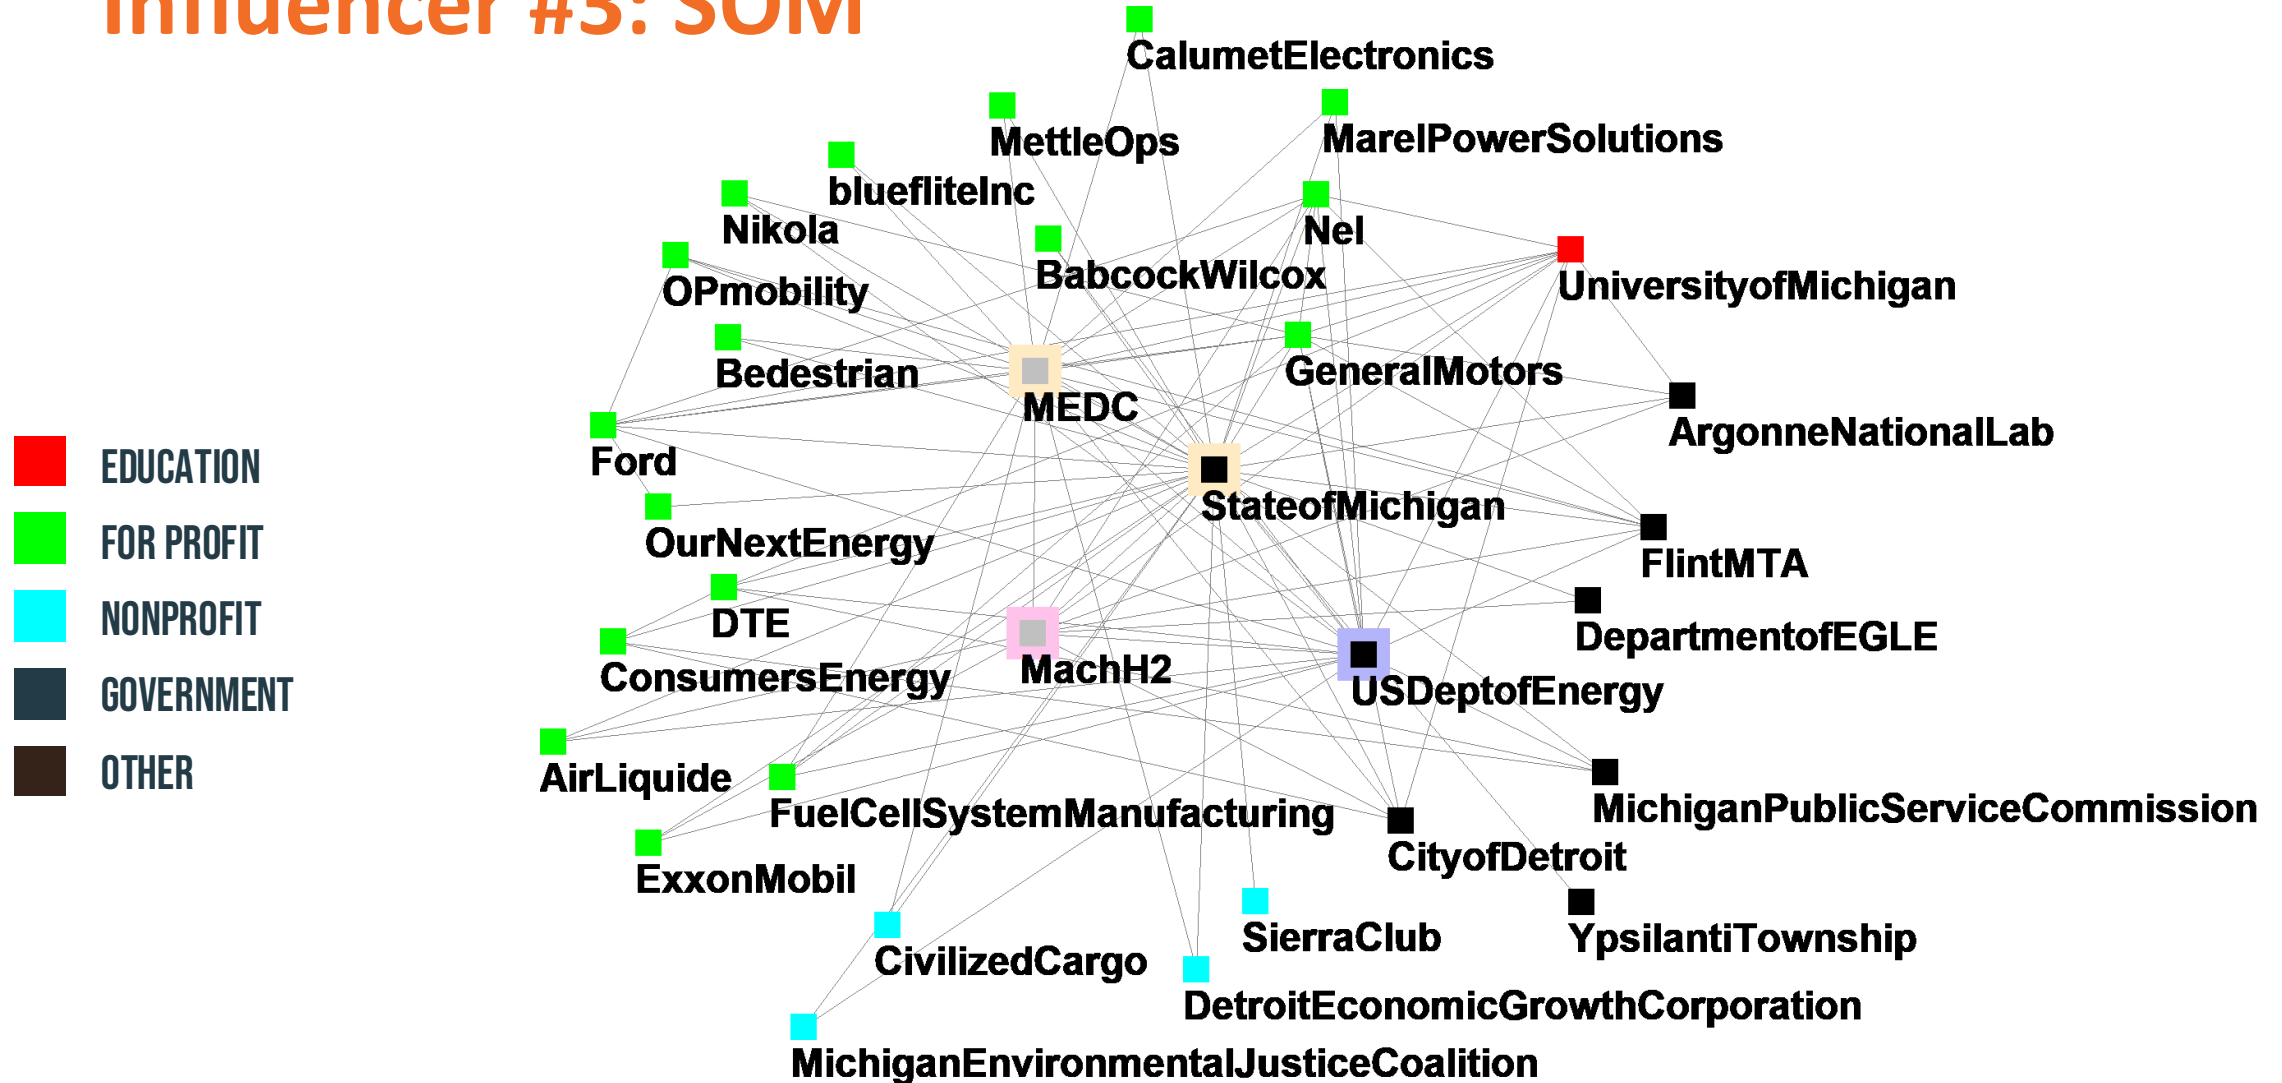 Influencer #3: SOM
CalumetElectronics
MettleOps
MarelPowerSolutions
bluefliteInc
Nikola
Nel
BabcockWilcox
OPmobility
UniversityofMichigan
Bedestrian
GeneralMotors
MEDC
ArgonneNationalLab
Ford
EDUCATION
StateofMichigan
OurNextEnergy
FOR PROFIT
FlintMTA
DTE
NONPROFIT
DepartmentofEGLE
ConsumersEnergy
MachH2
USDeptofEnergy
GOVERNMENT
AirLiquide
OTHER
FuelCellSystemManufacturing
MichiganPublicServiceCommission
CityofDetroit
ExxonMobil
SierraClub
YpsilantiTownship
CivilizedCargo
DetroitEconomicGrowthCorporation
MichiganEnvironmentalJusticeCoalition